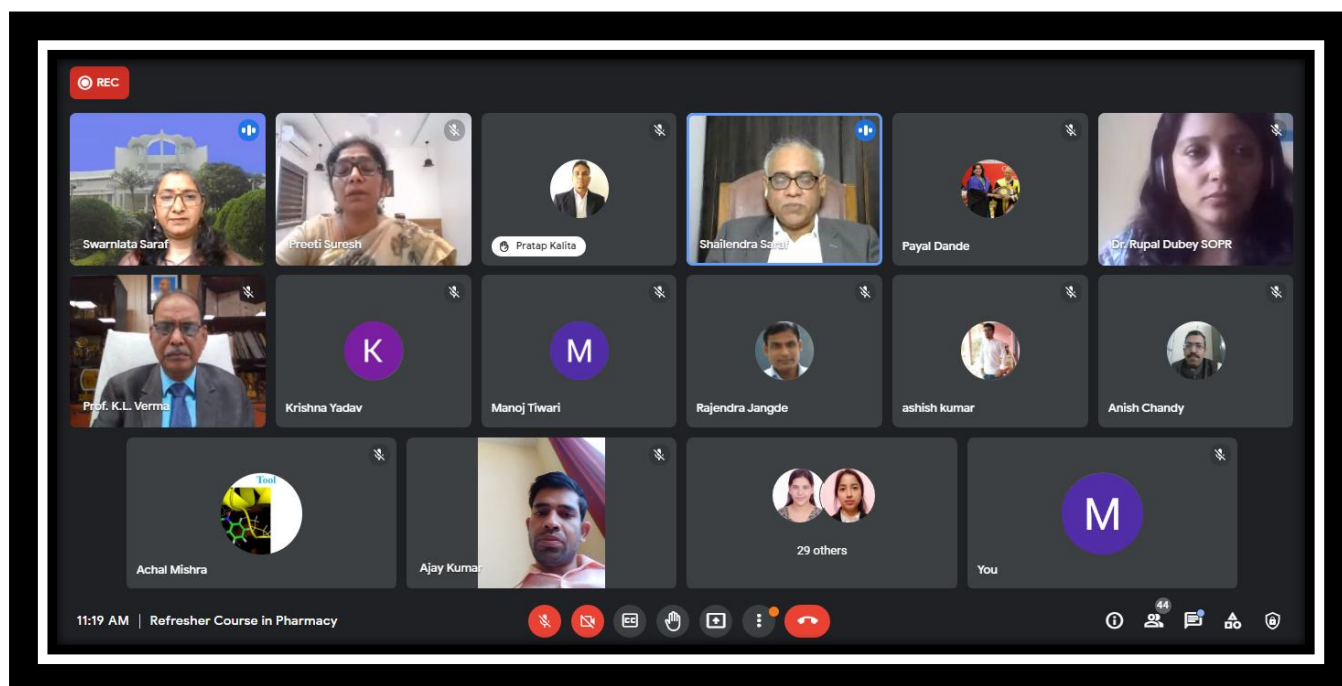 REC
Swarnlata Saraf
Preeti Suresh
Pratap Kalita
Shailendra Saraf
Payal Dande
Dr. Rupal Dubey SOPR
Prof. K.L. Verma
K
Krishna Yadav
M
Manoj Tiwari
Rajendra Jangde
ashish kumar
Anish Chandy
Tool
Achal Mishra
Ajay Kumar
29 others
M
You
11:19 AM | Refresher Course in Pharmacy
CC
44